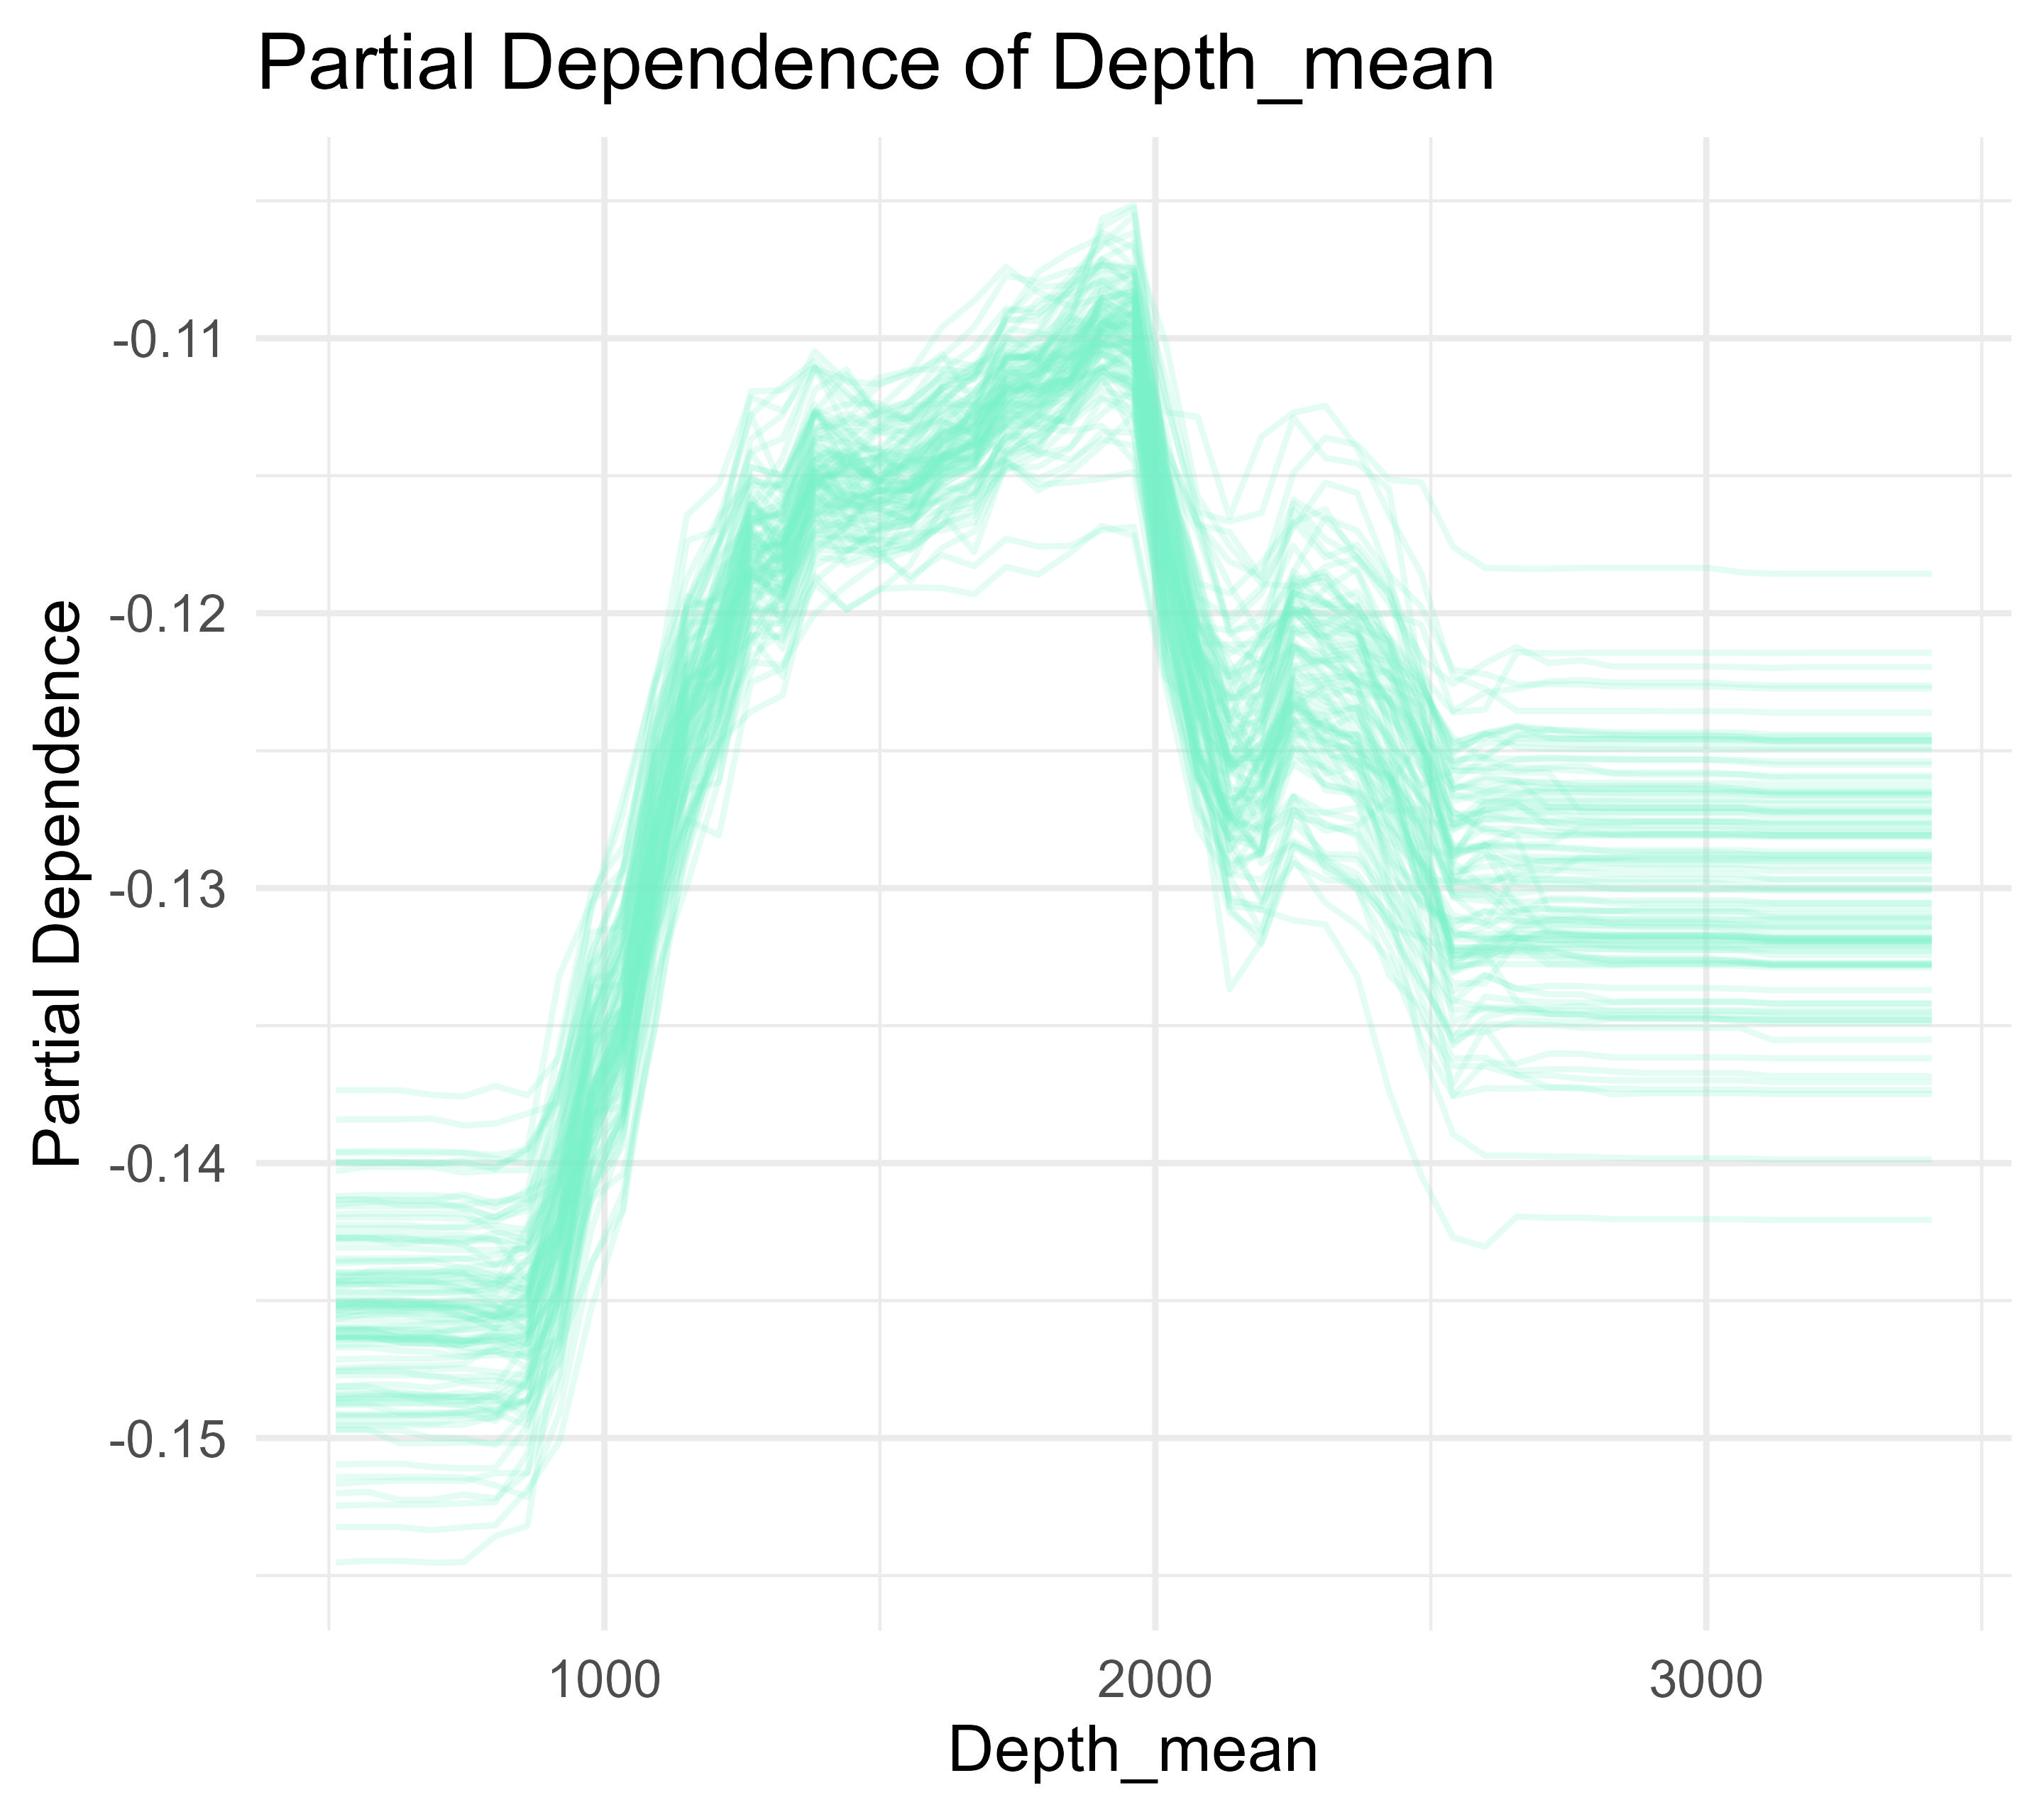 Partial Dependence of Depth_mean
Partial Dependence
-0.11
-0.12
-0.13
-0.14
-0.15
1000
2000
3000
Depth_mean